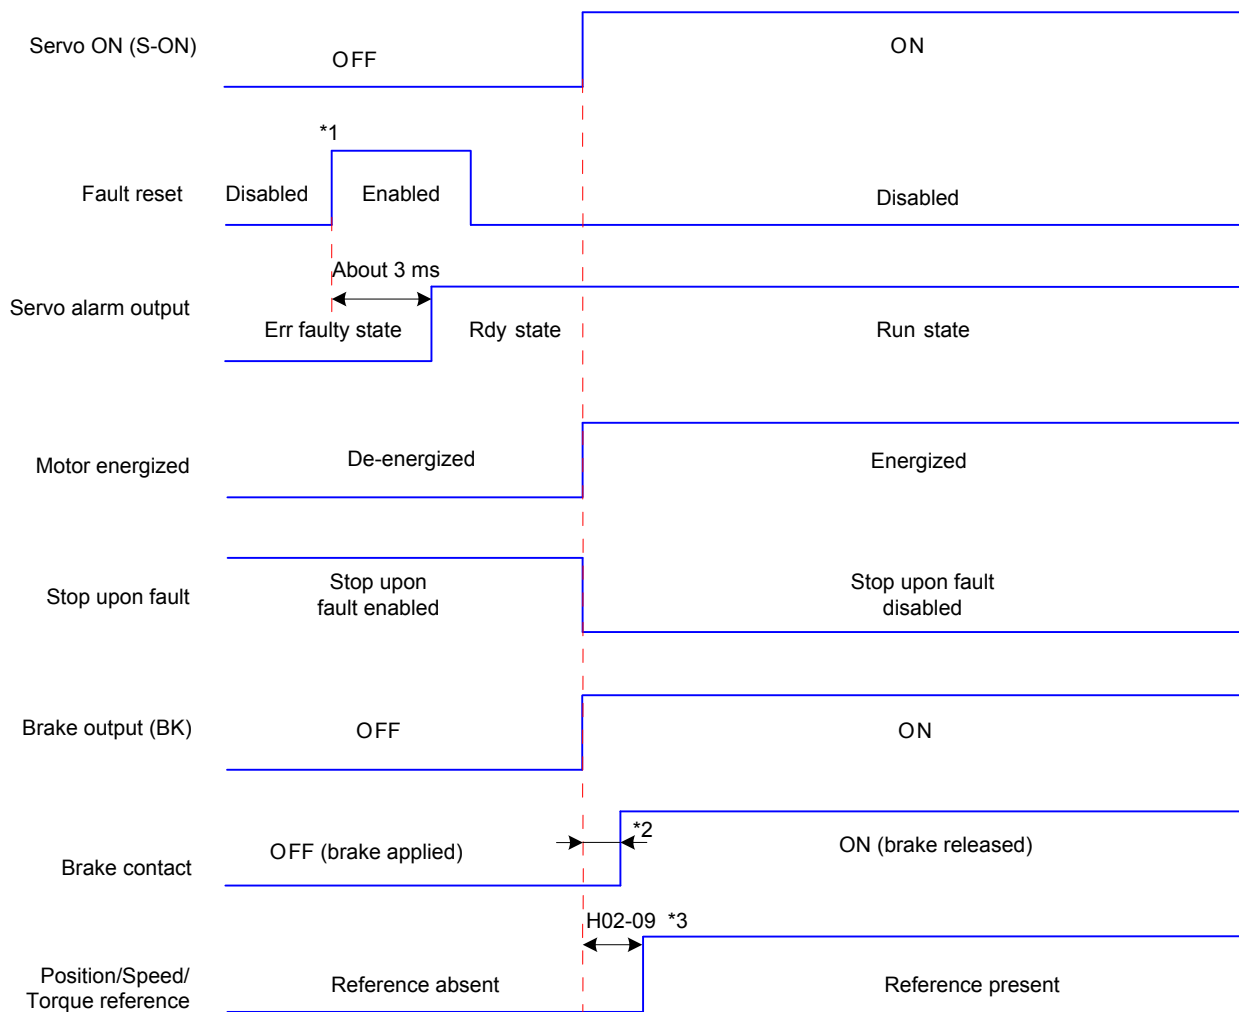 Servo ON (S-ON)
OFF
ON
*1
Fault reset
Disabled
Enabled
Disabled
About 3 ms
Servo alarm output
Err faulty state
Rdy state
Run state
Motor energized
De-energized
Energized
Stop upon fault
Stop upon
fault enabled
Stop upon fault
disabled
Brake output (BK)
OFF
ON
*2
Brake contact
OFF (brake applied)
ON (brake released)
H02-09 *3
Position/Speed/
Torque reference
Reference absent
Reference present